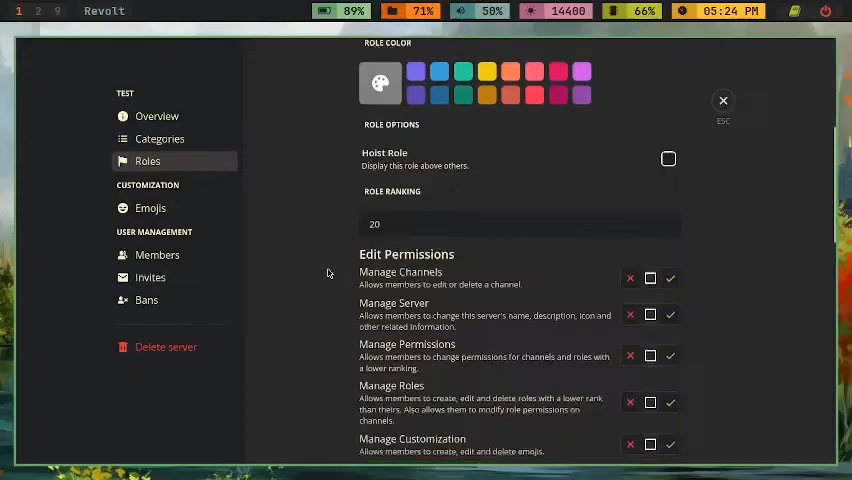 1 2 9 Revolt 89% 71% 50% 14400 66% 05:24 PM
ROLE COLOR
TEST
Overview
Categories
Roles
CUSTOMIZATION
Emojis
USER MANAGEMENT
Members
Invites
Bans
Delete server
ESC
ROLE OPTIONS
Hoist Role
Display this role above others.
ROLE RANKING
20
Edit Permissions
Manage Channels
Allows members to edit or delete a channel.
Manage Server
Allows members to change this server's name, description, icon and
other related information.
Manage Permissions
Allows members to change permissions for channels and roles with
a lower ranking.
Manage Roles
Allows members to create, edit and delete roles with a lower rank
than theirs. Also allows them to modify role permissions on
channels.
Manage Customization
Allows members to create, edit and delete emojis.